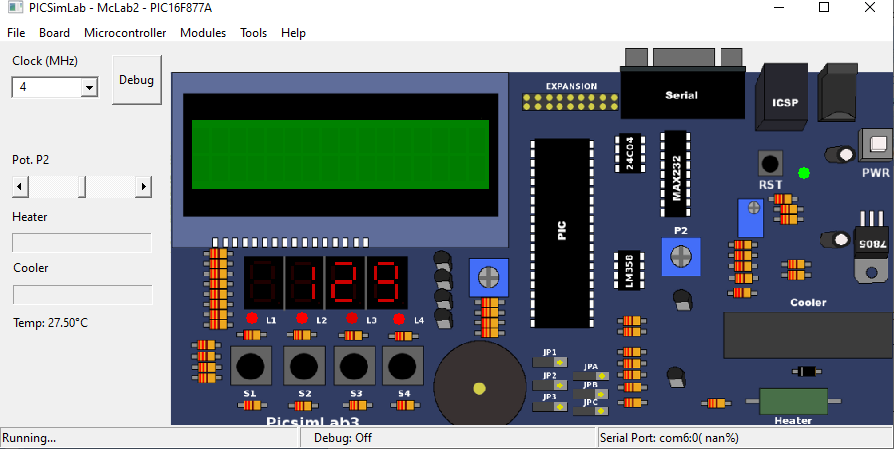 PICSimLab - McLab2 - PIC16F877A
File Board Microcontroller Modules Tools Help
Clock (MHz)
4
Debug
Pot. P2
Heater
Cooler
Temp: 27.50°C
EXPANSION
Serial
ICSP
24C04
MAX232
RST
PWR
PIC
P2
LM358
7805
129
L1 L2 L3 L4
Cooler
JP1
JPA
JP2
JPB
JP3
JPC
S1 S2 S3 S4
PicsimLab3
Heater
Running...
Debug: Off
Serial Port: com6:0( nan%)